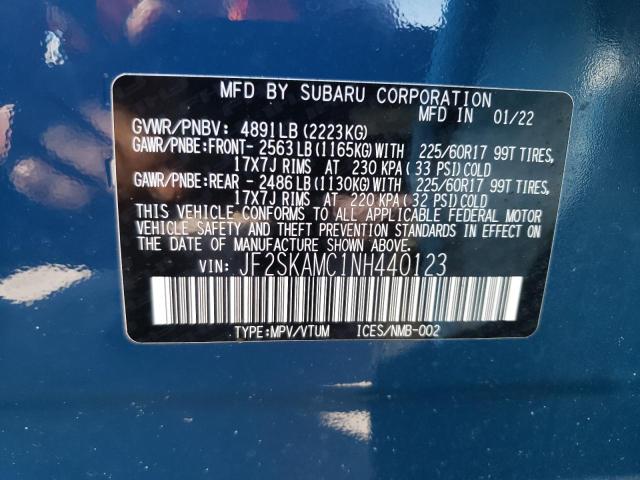 MFD BY SUBARU CORPORATION
MFD IN 01/22
GVWR/PNBV: 4891LB (2223KG)
GAWR/PNBE:FRONT- 2563LB (1165KG) WITH 225/60R17 99T TIRES,
17X7J RIMS AT 230 KPA (33 PSI) COLD
GAWR/PNBE:REAR - 2486LB (1130KG) WITH 225/60R17 99T TIRES,
17X7J RIMS AT 220 KPA (32 PSI) COLD
THIS VEHICLE CONFORMS TO ALL APPLICABLE FEDERAL MOTOR
VEHICLE SAFETY AND THEFT PREVENTION STANDARDS IN EFFECT ON
THE DATE OF MANUFACTURE SHOWN ABOVE.
VIN: JF2SKAMC1NH440123
TYPE:MPV/VTUM ICES/NMB-002